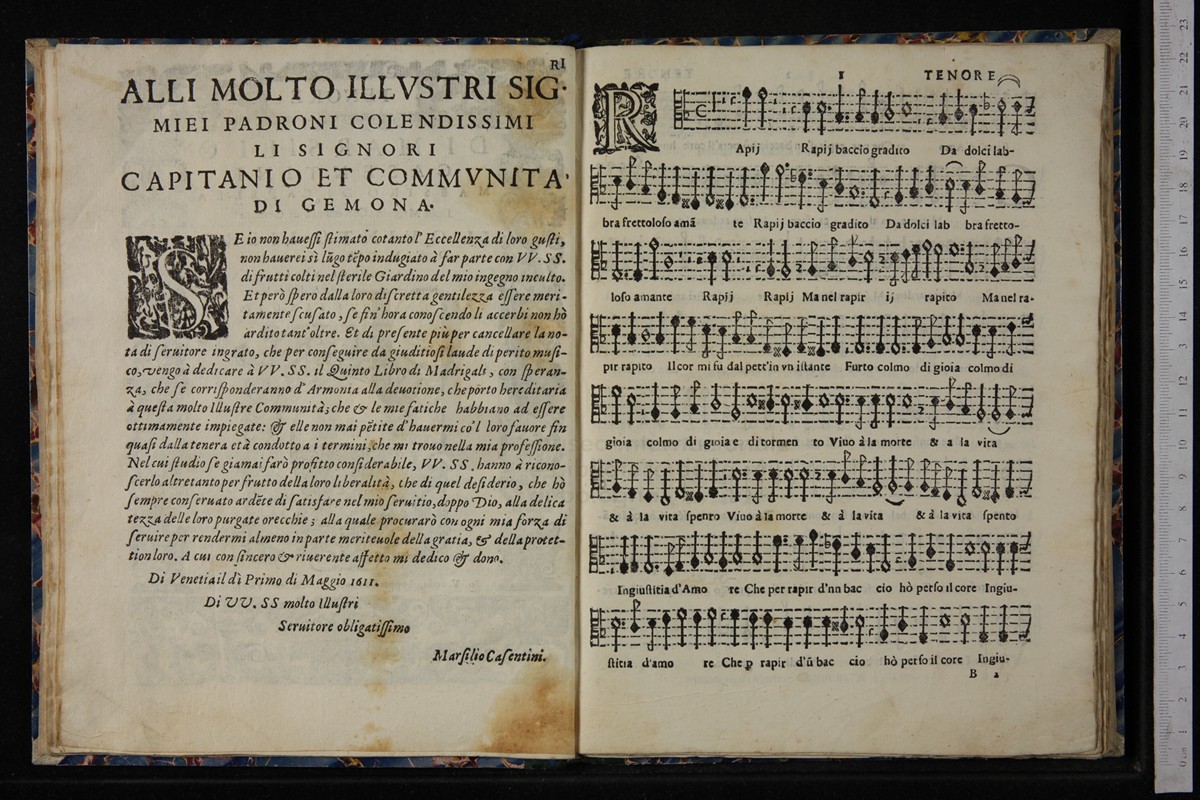 RI
ALLI MOLTO ILLVSTRI SIG.
MIEI PADRONI COLENDISSIMI
LI SIGNORI
CAPITANIO ET COMMVNITA'
DI GEMONA.
SE io non hauessi stimato cotanto l'Eccellenza di loro gusti,
non hauerei sì lũgo tẽpo indugiato à far parte con VV. SS.
di frutti colti nel sterile Giardino del mio ingegno inculto.
Et però spero dalla loro discretta gentilezza essere meri-
tamente scusato, se fin'hora conoscendo li accerbi non hò
ardito tant'oltre. Et di presente più per cancellare la no-
ta di seruitore ingrato, che per conseguire da giuditiosi laude di perito musi-
co, vengo à dedicare à VV. SS. il Quinto Libro di Madrigali, con speran-
za, che se corrisponderanno d'Armonia alla deuotione, che porto hereditaria
à questa molto Illustre Communità; che & le mie fatiche habbiano ad essere
ottimamente impiegate: & elle non mai pẽtite d'hauermi co'l loro fauore fin
quasi dalla tenera età condotto a i termini, che mi trouo nella mia professione.
Nel cui studio se giamai farò profitto considerabile, VV. SS. hanno à ricono-
scerlo altretanto per frutto della loro liberalità, che di quel desiderio, che hò
sempre conseruato ardẽte di satisfare nel mio seruitio, doppo Dio, alla delica
tezza delle loro purgate orecchie; alla quale procurarò con ogni mia forza di
seruire per rendermi almeno in parte meriteuole della gratia, & della protet-
tion loro. A cui con sincero & riuerente affetto mi dedico & dono.
Di Venetia il dì Primo di Maggio 1611.
Di VV. SS molto Illustri
Seruitore obligatissimo
Marsilio Casentini.
1 TENORE
RApij Rapij baccio gradito Da dolci lab-
bra frettoloso amã te Rapij baccio gradito Da dolci lab bra fretto-
loso amante Rapij Rapij Ma nel rapir ij rapito Ma nel ra-
pir rapito Il cor mi fu dal pett'in vn istante Furto colmo di gioia colmo di
gioia colmo di gioia e di tormen to Viuo à la morte & a la vita
& à la vita spento Viuo à la morte & à la vita & à la vita spento
Ingiustitia d'Amo re Che per rapir d'nn bac cio hò perso il core Ingiu-
stitia d'amo re Che ꝑ rapir d'ũ bac cio hò perso il core Ingiu-
B 2